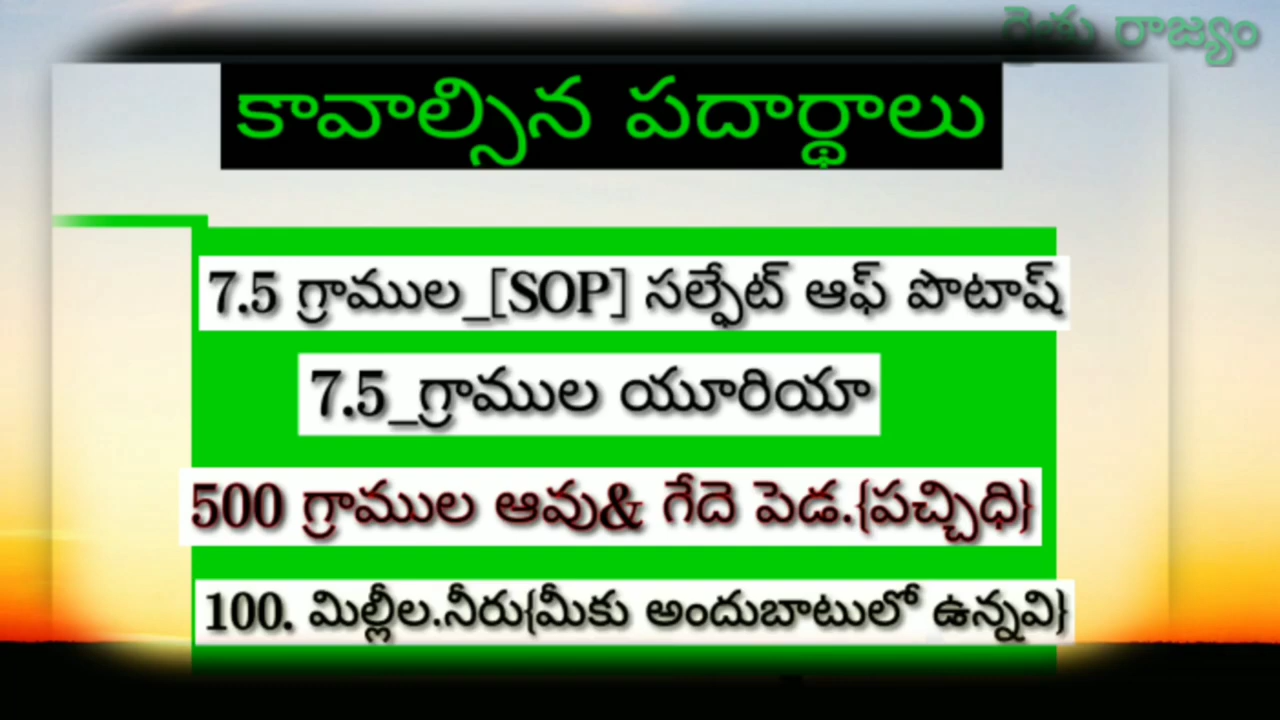 రైతు రాజ్యం
కావాల్సిన పదార్థాలు
7.5 గ్రాముల_[SOP] సల్ఫేట్ ఆఫ్ పొటాష్
7.5_గ్రాముల యూరియా
500 గ్రాముల ఆవు& గేదె పెడ.{పచ్చిధి}
100. మిల్లీల.నీరు{మీకు అందుబాటులో ఉన్నవి}